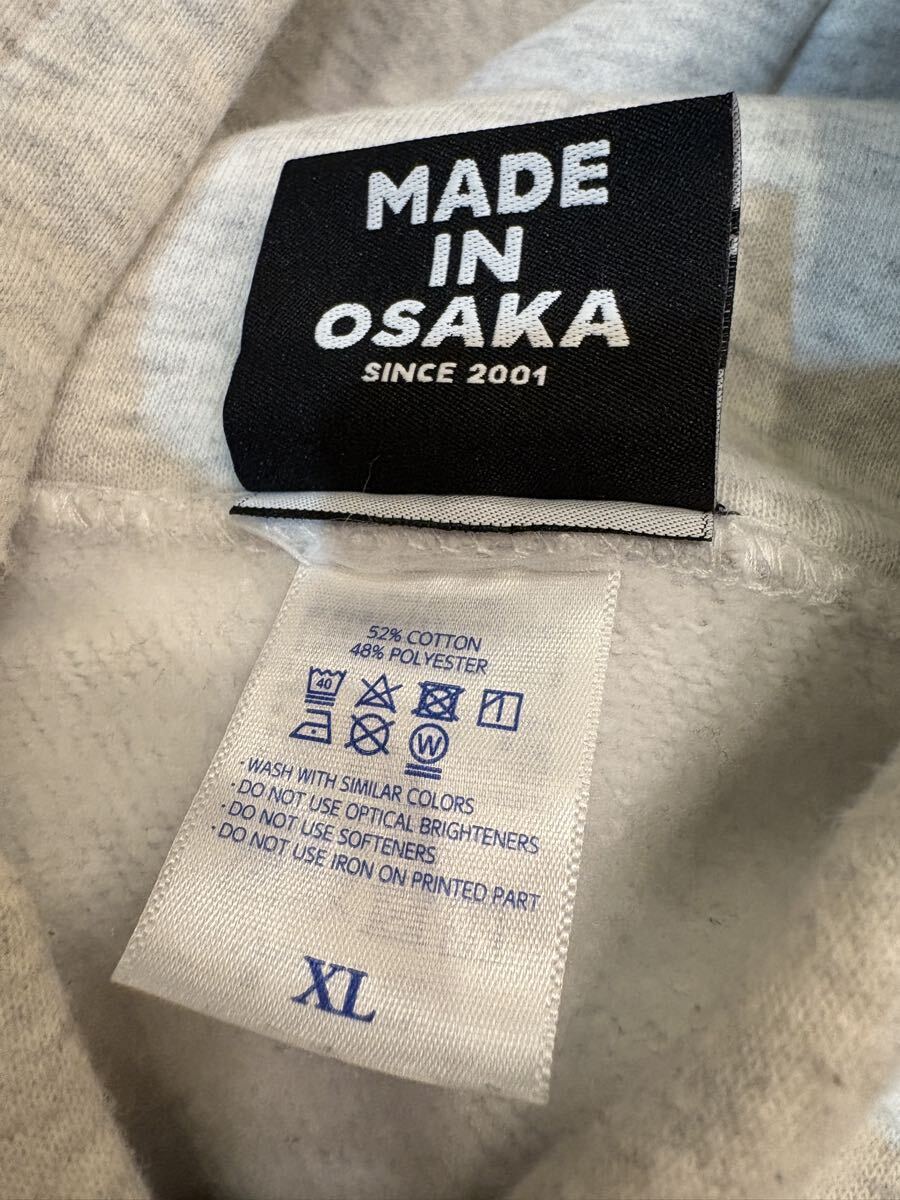 MADE
IN
OSAKA
SINCE 2001
52% COTTON
48% POLYESTER
40
W
·WASH WITH SIMILAR COLORS
·DO NOT USE OPTICAL BRIGHTENERS
·DO NOT USE SOFTENERS
·DO NOT USE IRON ON PRINTED PART
XL